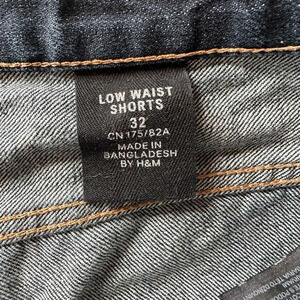 LOW WAIST
SHORTS
32
CN 175/82A
MADE IN
BANGLADESH
BY H&M